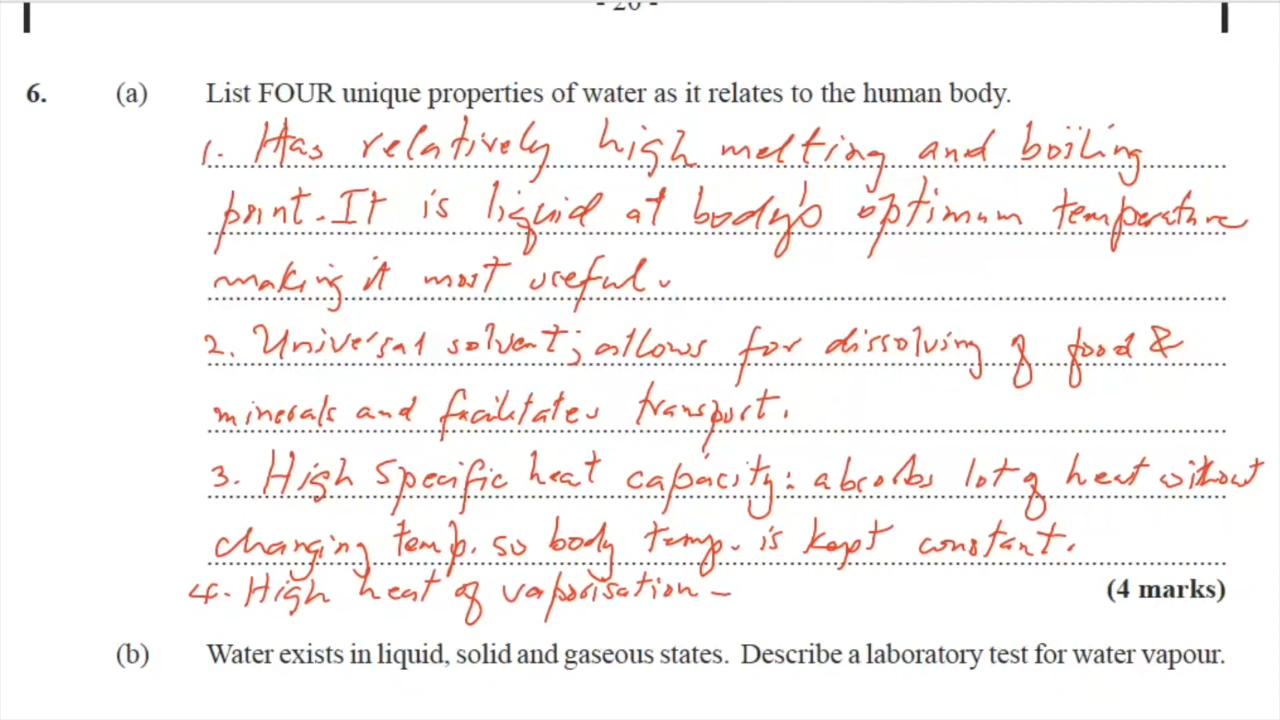 - 20 -
6. (a) List FOUR unique properties of water as it relates to the human body.
1. Has relatively high melting and boiling
point. It is liquid at body's optimum temperature
making it most useful.
2. Universal solvent; allows for dissolving of food &
minerals and facilitates transport.
3. High specific heat capacity: absorbs lot of heat without
changing temp. so body temp. is kept constant.
4. High heat of vaporisation -
(4 marks)
(b) Water exists in liquid, solid and gaseous states. Describe a laboratory test for water vapour.